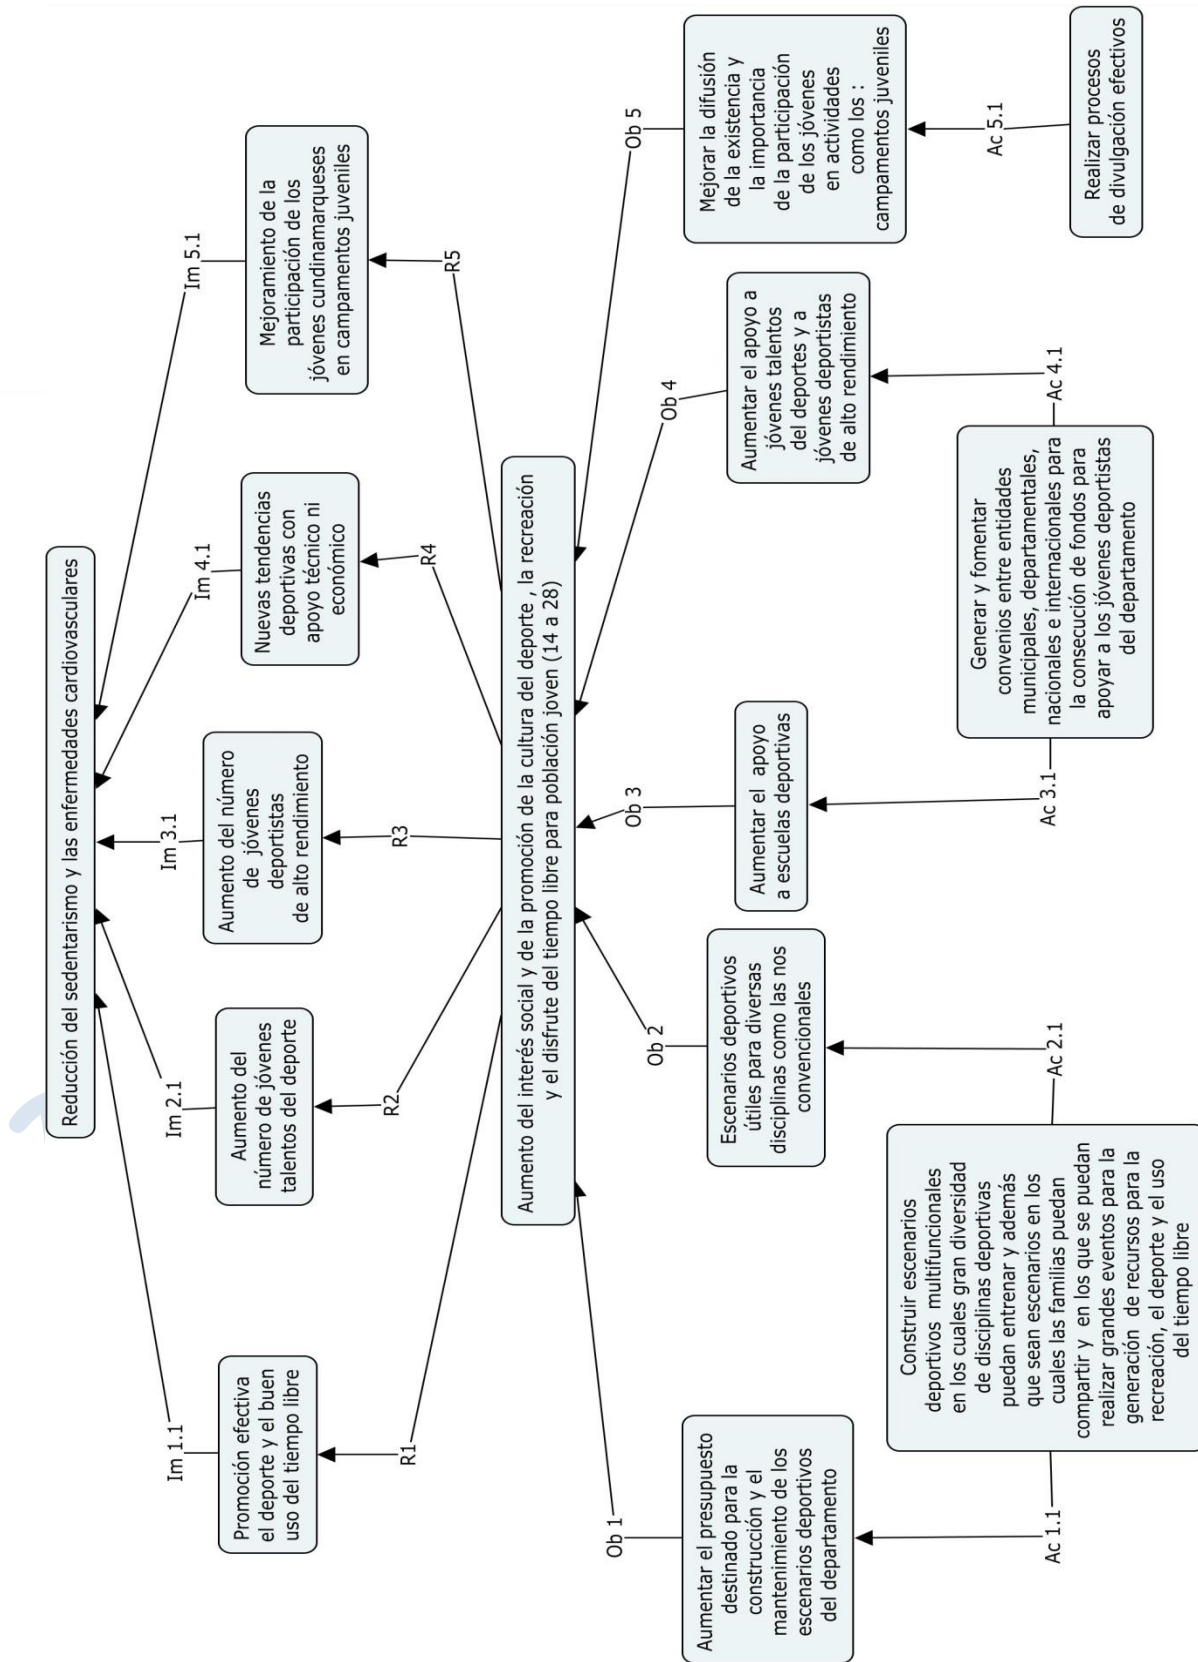 Reducción del sedentarismo y las enfermedades cardiovasculares
Im 1.1
Im 2.1
Im 3.1
Im 4.1
Im 5.1
Promoción efectiva
el deporte y el buen
uso del tiempo libre
Aumento del
número de jóvenes
talentos del deporte
Aumento del número
de jóvenes
deportistas
de alto rendimiento
Nuevas tendencias
deportivas con
apoyo técnico ni
económico
Mejoramiento de la
participación de los
jóvenes cundinamarqueses
en campamentos juveniles
R1
R2
R3
R4
R5
Aumento del interés social y de la promoción de la cultura del deporte , la recreación
y el disfrute del tiempo libre para población joven (14 a 28)
Ob 1
Ob 2
Ob 3
Ob 4
Ob 5
Aumentar el presupuesto
destinado para la
construcción y el
mantenimiento de los
escenarios deportivos
del departamento
Escenarios deportivos
útiles para diversas
disciplinas como las nos
convencionales
Aumentar el apoyo
a escuelas deportivas
Aumentar el apoyo a
jóvenes talentos
del deportes y a
jóvenes deportistas
de alto rendimiento
Mejorar la difusión
de la existencia y
la importancia
de la participación
de los jóvenes
en actividades
como los :
campamentos juveniles
Ac 1.1
Ac 2.1
Ac 3.1
Ac 4.1
Ac 5.1
Construir escenarios
deportivos multifuncionales
en los cuales gran diversidad
de disciplinas deportivas
puedan entrenar y además
que sean escenarios en los
cuales las familias puedan
compartir y en los que se puedan
realizar grandes eventos para la
generación de recursos para la
recreación, el deporte y el uso
del tiempo libre
Generar y fomentar
convenios entre entidades
municipales, departamentales,
nacionales e internacionales para
la consecución de fondos para
apoyar a los jóvenes deportistas
del departamento
Realizar procesos
de divulgación efectivos